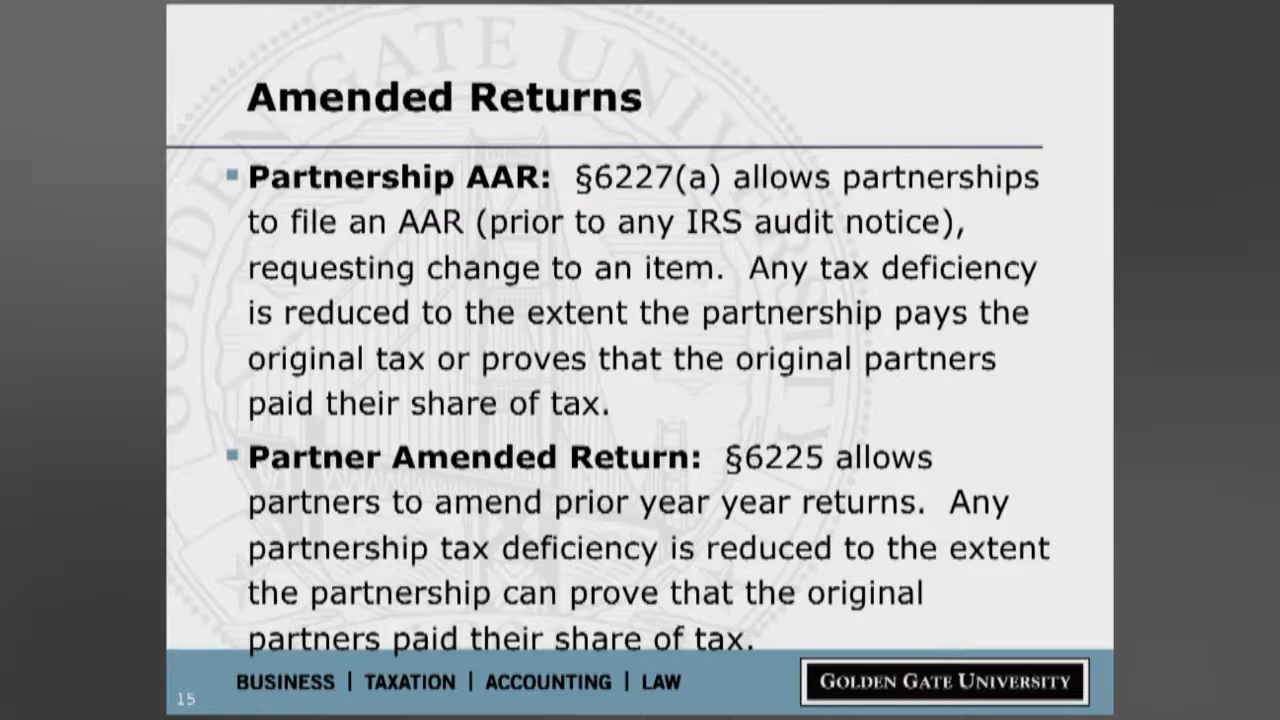 Amended Returns
▪ Partnership AAR: §6227(a) allows partnerships
to file an AAR (prior to any IRS audit notice),
requesting change to an item. Any tax deficiency
is reduced to the extent the partnership pays the
original tax or proves that the original partners
paid their share of tax.
▪ Partner Amended Return: §6225 allows
partners to amend prior year year returns. Any
partnership tax deficiency is reduced to the extent
the partnership can prove that the original
partners paid their share of tax.
BUSINESS | TAXATION | ACCOUNTING | LAW
GOLDEN GATE UNIVERSITY
15
GOLDEN GATE UNIVERSITY